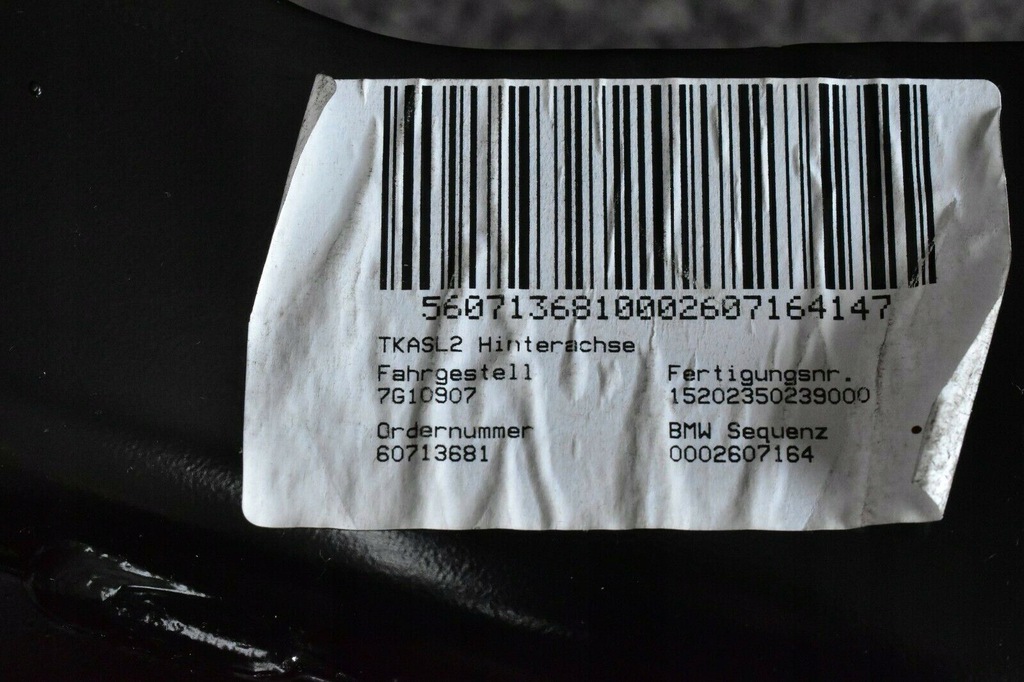 5607136810002607164147
TKASL2 Hinterachse
Fahrgestell
7G10907
Fertigungsnr.
15202350239000
Ordernummer
60713681
BMW Sequenz
0002607164